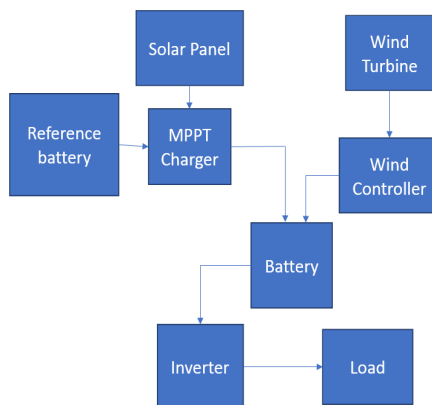 Solar Panel
Wind
Turbine
Reference
battery
MPPT
Charger
Wind
Controller
Battery
Inverter
Load